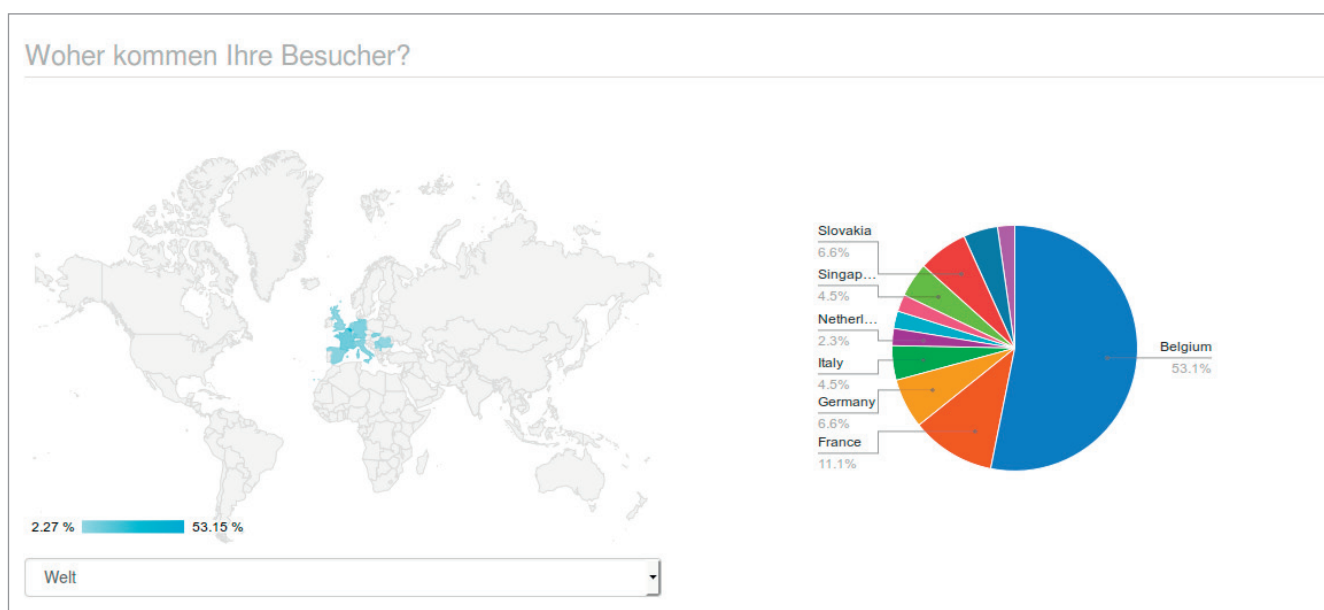 Woher kommen Ihre Besucher?
2.27 %
53.15 %
Welt
Slovakia
6.6%
Singap...
4.5%
Netherl...
2.3%
Italy
4.5%
Germany
6.6%
France
11.1%
Belgium
53.1%